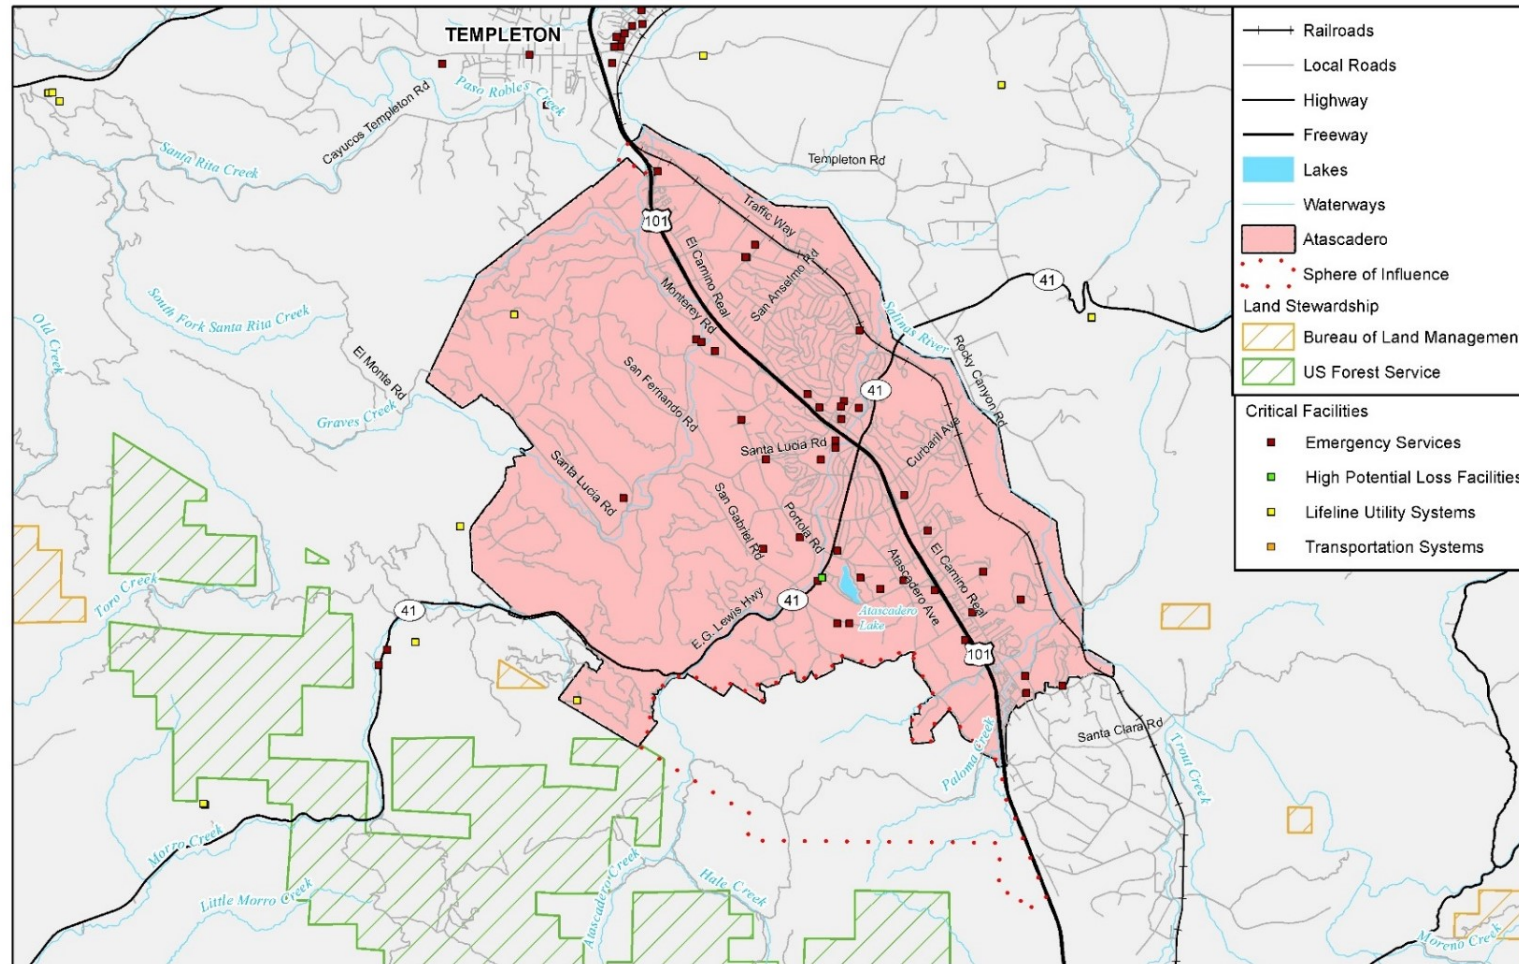 TEMPLETON
Paso Robles Creek
Cayucos Templeton Rd
Santa Rita Creek
Templeton Rd
Traffic Way
101
El Camino Real
San Anselmo Rd
Monterey Rd
41
Salinas River
Rocky Canyon Rd
South Fork Santa Rita Creek
Old Creek
El Monte Rd
Graves Creek
San Fernando Rd
41
Santa Lucia Rd
Curbaril Ave
Santa Lucia Rd
San Gabriel Rd
Portola Rd
Atascadero Ave
El Camino Real
Toro Creek
41
E.G. Lewis Hwy
41
Atascadero
Lake
101
Santa Clara Rd
Paloma Creek
Trout Creek
Morro Creek
Little Morro Creek
Atascadero Creek
Hale Creek
Moreno Creek
Railroads
Local Roads
Highway
Freeway
Lakes
Waterways
Atascadero
Sphere of Influence
Land Stewardship
Bureau of Land Managemen
US Forest Service
Critical Facilities
Emergency Services
High Potential Loss Facilities
Lifeline Utility Systems
Transportation Systems